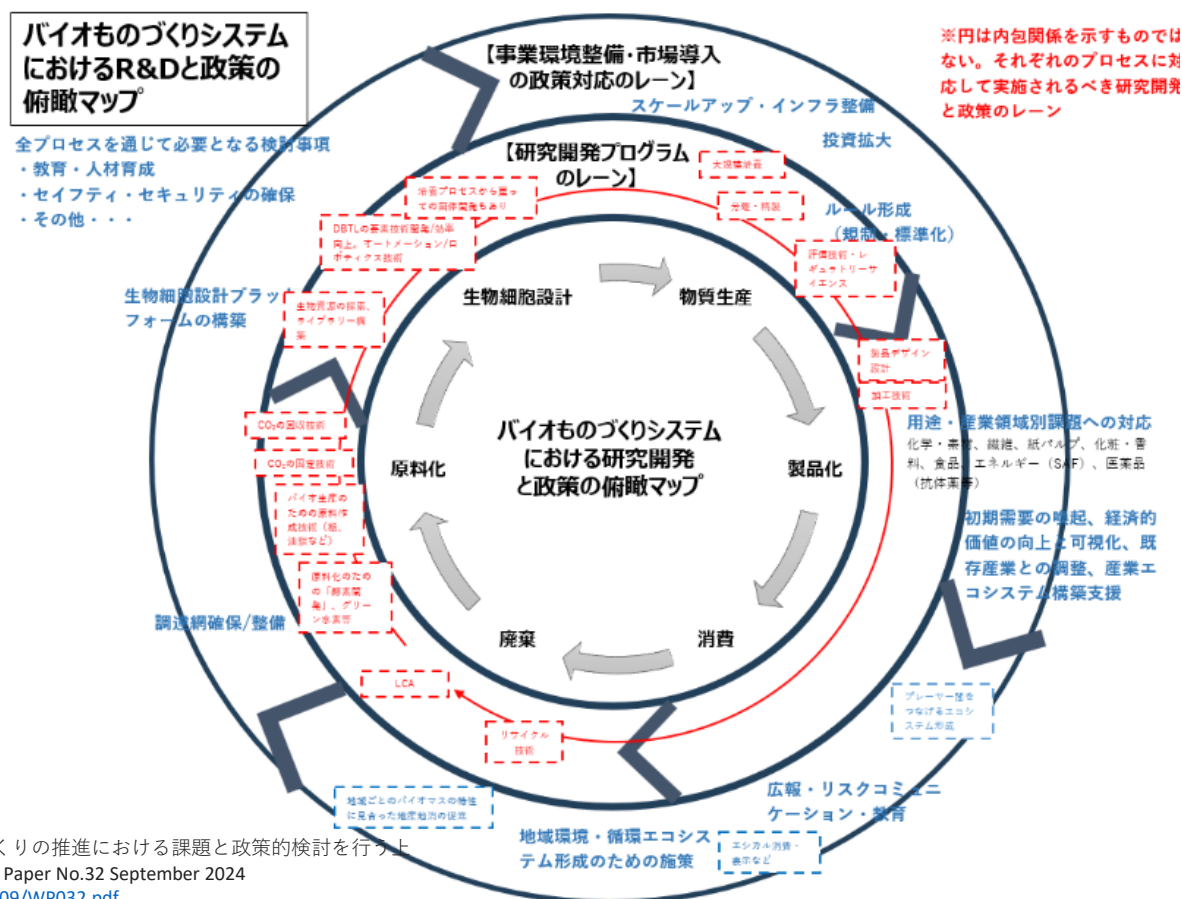 バイオものづくりシステム
におけるR&Dと政策の
俯瞰マップ
※円は内包関係を示すものでは
ない。それぞれのプロセスに対
応して実施されるべき研究開発
と政策のレーン
全プロセスを通じて必要となる検討事項
・教育・人材育成
・セイフティ・セキュリティの確保
・その他・・・
【事業環境整備・市場導入
の政策対応のレーン】
スケールアップ・インフラ整備
投資拡大
【研究開発プログラム
のレーン】
大規模培養
培養プロセスから立っ
ての菌体開発もあり
分離・精製
ルール形成
（規制・標準化）
DBTLの要素技術開発/効率
向上。オートメーション/ロ
ボティクス技術
評価技術・レ
ギュラトリーサ
イエンス
生物細胞設計プラット
フォームの構築
生物資源の探索、
ライブラリー構
築
生物細胞設計
物質生産
製品デザイン
設計
加工技術
CO₂の回収技術
CO₂の固定技術
バイオ生産のた
めの原料作
成技術（糖、
油脂など）
原料化のため
の「酵素開
発」、グリー
ン水素等
バイオものづくりシステム
における研究開発
と政策の俯瞰マップ
原料化
製品化
用途・産業領域別課題への対応
化学・素材、繊維、紙パルプ、化粧・香
料、食品、エネルギー（SAF）、医薬品
（抗体薬等）
初期需要の喚起、経済的
価値の向上と可視化、既
存産業との調整、産業エ
コシステム構築支援
調達網確保/整備
廃棄
消費
LCA
リサイクル
技術
プレーヤー間を
つなげるエコシ
ステム形成
地域ごとのバイオマスの特性
に見合った地産地消の促進
広報・リスクコミュニ
ケーション・教育
地域環境・循環エコシス
テム形成のための施策
エシカル消費・
表示など
くりの推進における課題と政策的検討を行う上
Paper No.32 September 2024
09/WP032.pdf